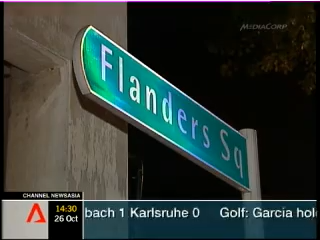 MEDIACORP
Flanders Sq
CHANNEL NEWSASIA
14:30
26 Oct
bach 1 Karlsruhe 0 Golf: Garcia hol